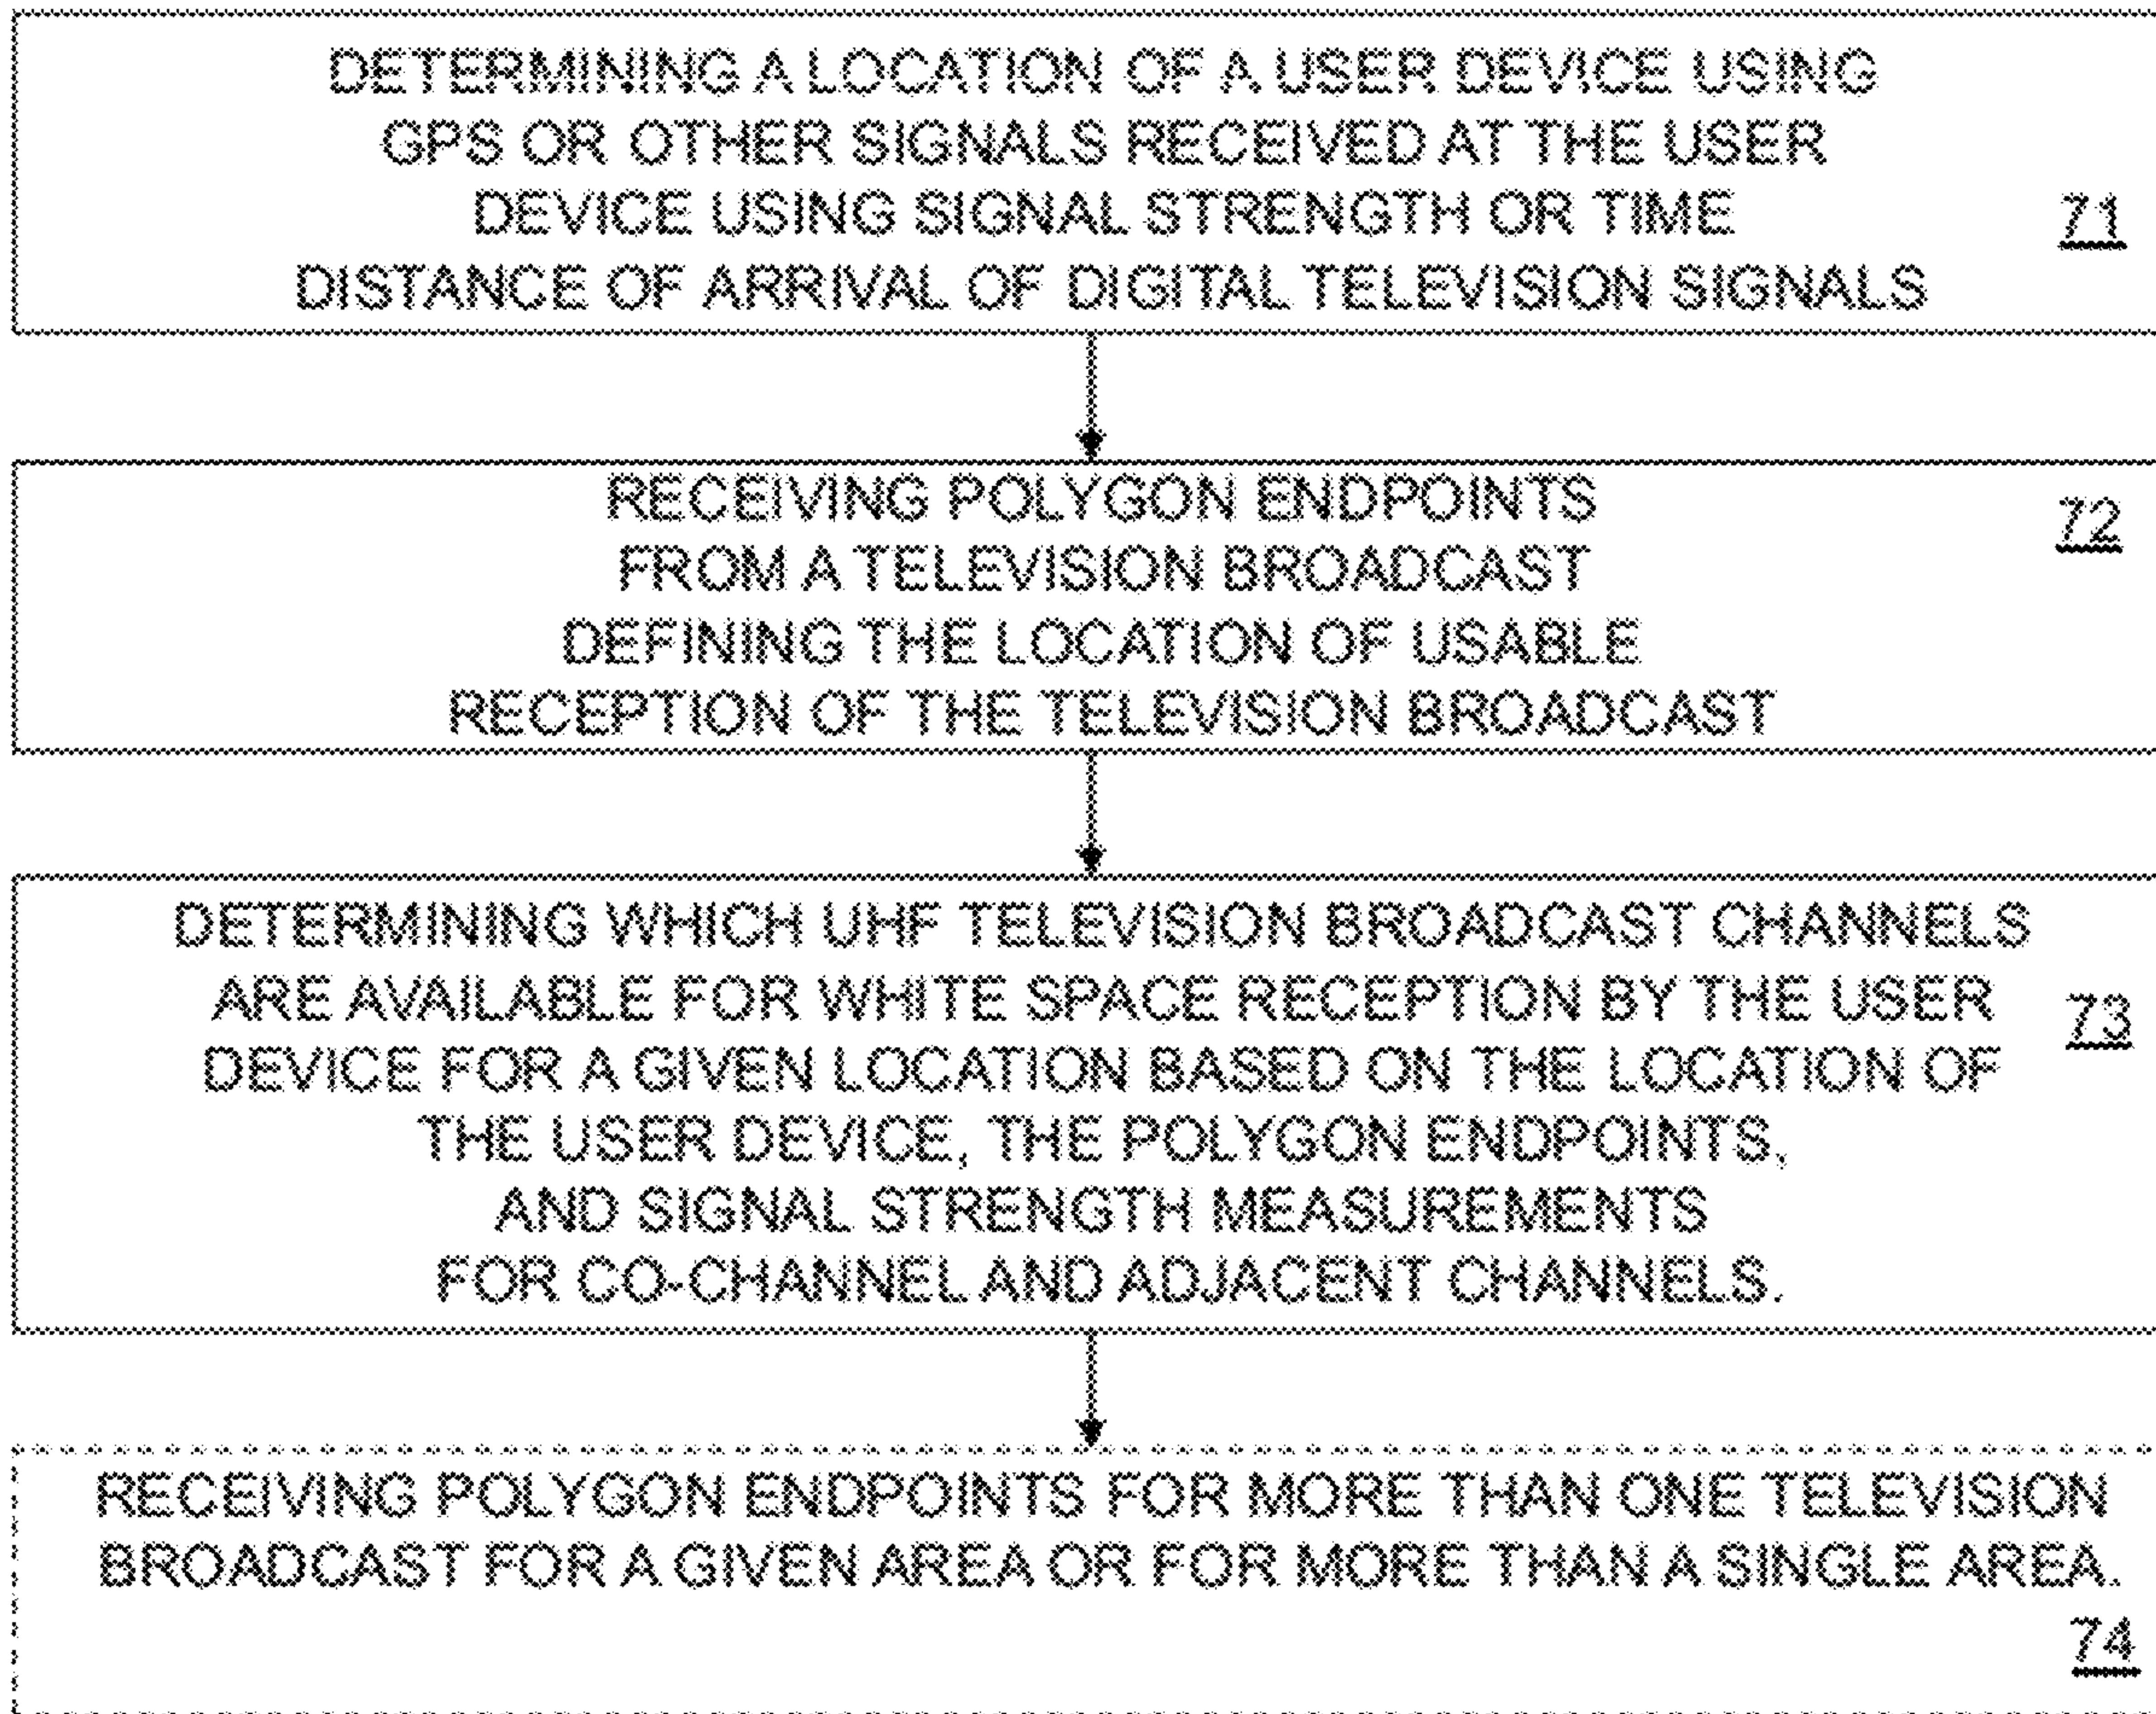 DETERMINING A LOCATION OF A USER DEVICE USING
GPS OR OTHER SIGNALS RECEIVED AT THE USER
DEVICE USING SIGNAL STRENGTH OR TIME
71
DISTANCE OF ARRIVAL OF DIGITAL TELEVISION SIGNALS
RECEIVING POLYGON ENDPOINTS
72
FROM A TELEVISION BROADCAST
DEFINING THE LOCATION OF USABLE
RECEPTION OF THE TELEVISION BROADCAST
DETERMINING WHICH UHF TELEVISION BROADCAST CHANNELS
ARE AVAILABLE FOR WHITE SPACE RECEPTION BY THE USER
73
DEVICE FOR A GIVEN LOCATION BASED ON THE LOCATION OF
THE USER DEVICE, THE POLYGON ENDPOINTS,
AND SIGNAL STRENGTH MEASUREMENTS
FOR CO-CHANNEL AND ADJACENT CHANNELS.
RECEIVING POLYGON ENDPOINTS FOR MORE THAN ONE TELEVISION
BROADCAST FOR A GIVEN AREA OR FOR MORE THAN A SINGLE AREA.
74